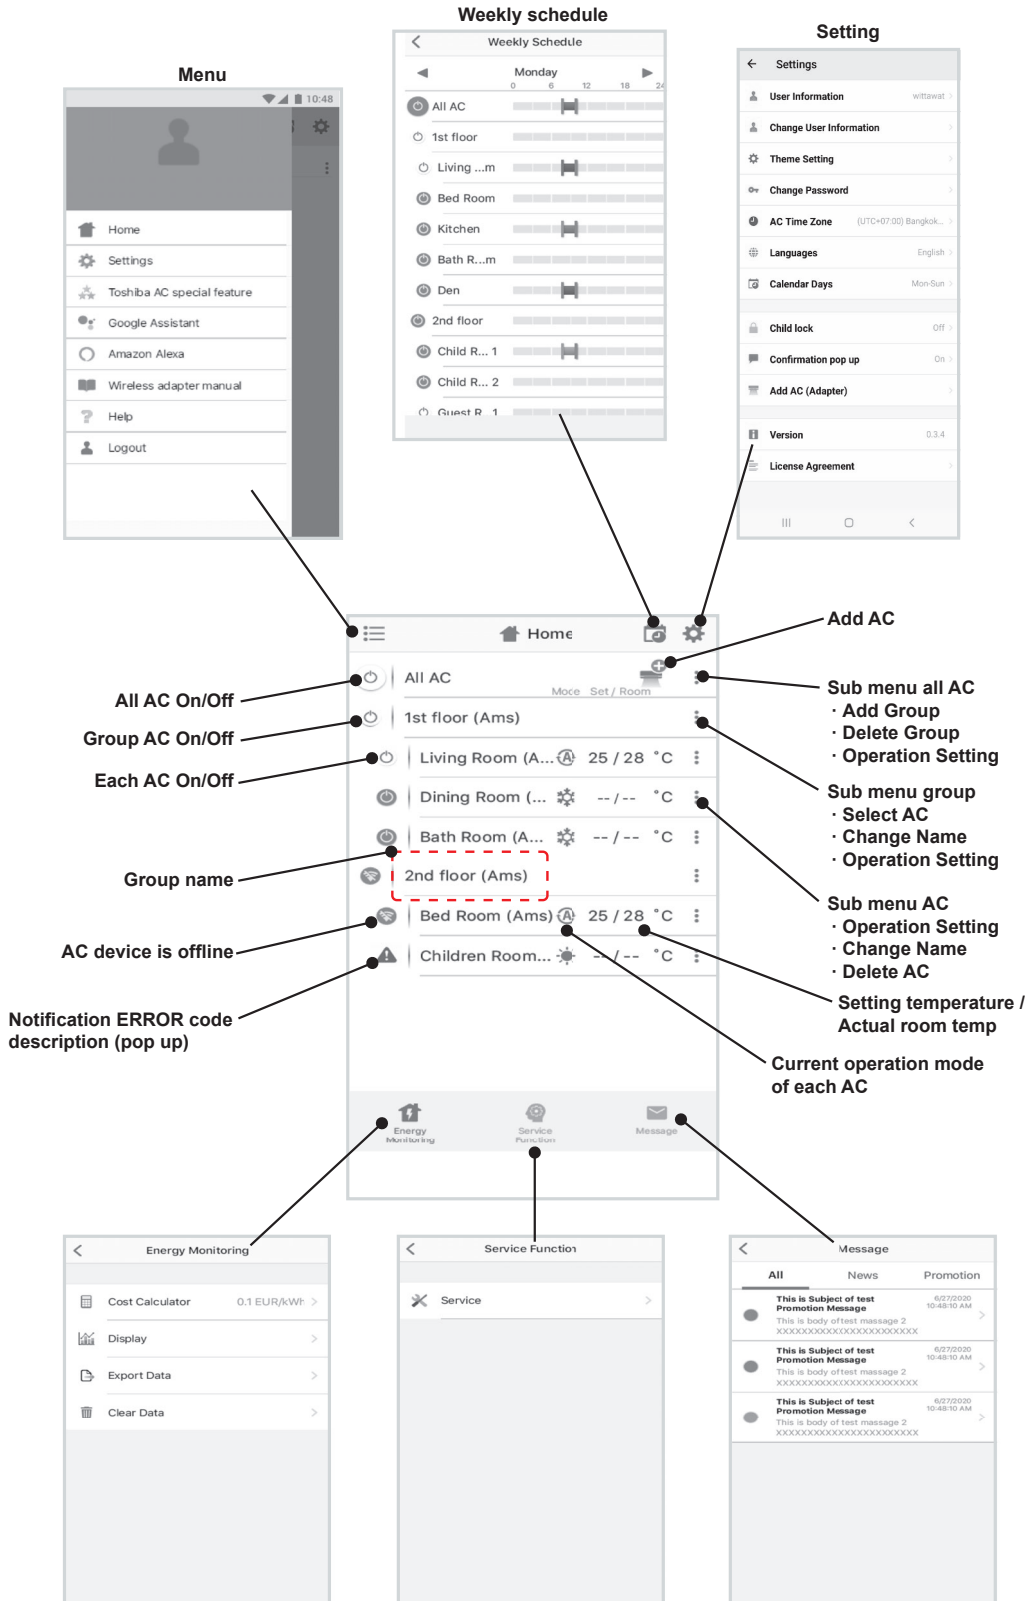 Weekly schedule
Weekly Schedule
Monday
0 6 12 18 24
All AC
1st floor
Living ...m
Bed Room
Kitchen
Bath R...m
Den
2nd floor
Child R... 1
Child R... 2
Guest R 1
Setting
Settings
User Information wittawat
Change User Information
Theme Setting
Change Password
AC Time Zone (UTC+07:00) Bangkok...
Languages English
Calendar Days Mon-Sun
Child lock Off
Confirmation pop up On
Add AC (Adapter)
Version 0.3.4
License Agreement
Menu
10:48
Home
Settings
Toshiba AC special feature
Google Assistant
Amazon Alexa
Wireless adapter manual
Help
Logout
Home
All AC
Mode Set / Room
1st floor (Ams)
Living Room (A... A 25 / 28 °C
Dining Room (... -- / -- °C
Bath Room (A... -- / -- °C
2nd floor (Ams)
Bed Room (Ams) A 25 / 28 °C
Children Room... -- / -- °C
Energy
Monitoring
Service
Function
Message
All AC On/Off
Group AC On/Off
Each AC On/Off
Group name
AC device is offline
Notification ERROR code
description (pop up)
Add AC
Sub menu all AC
· Add Group
· Delete Group
· Operation Setting
Sub menu group
· Select AC
· Change Name
· Operation Setting
Sub menu AC
· Operation Setting
· Change Name
· Delete AC
Setting temperature /
Actual room temp
Current operation mode
of each AC
Energy Monitoring
Cost Calculator 0.1 EUR/kWh
Display
Export Data
Clear Data
Service Function
Service
Message
All News Promotion
This is Subject of test 6/27/2020
Promotion Message 10:48:10 AM
This is body of test massage 2
XXXXXXXXXXXXXXXXXXXXXXX
This is Subject of test 6/27/2020
Promotion Message 10:48:10 AM
This is body of test massage 2
XXXXXXXXXXXXXXXXXXXXXXX
This is Subject of test 6/27/2020
Promotion Message 10:48:10 AM
This is body of test massage 2
XXXXXXXXXXXXXXXXXXXXXXX